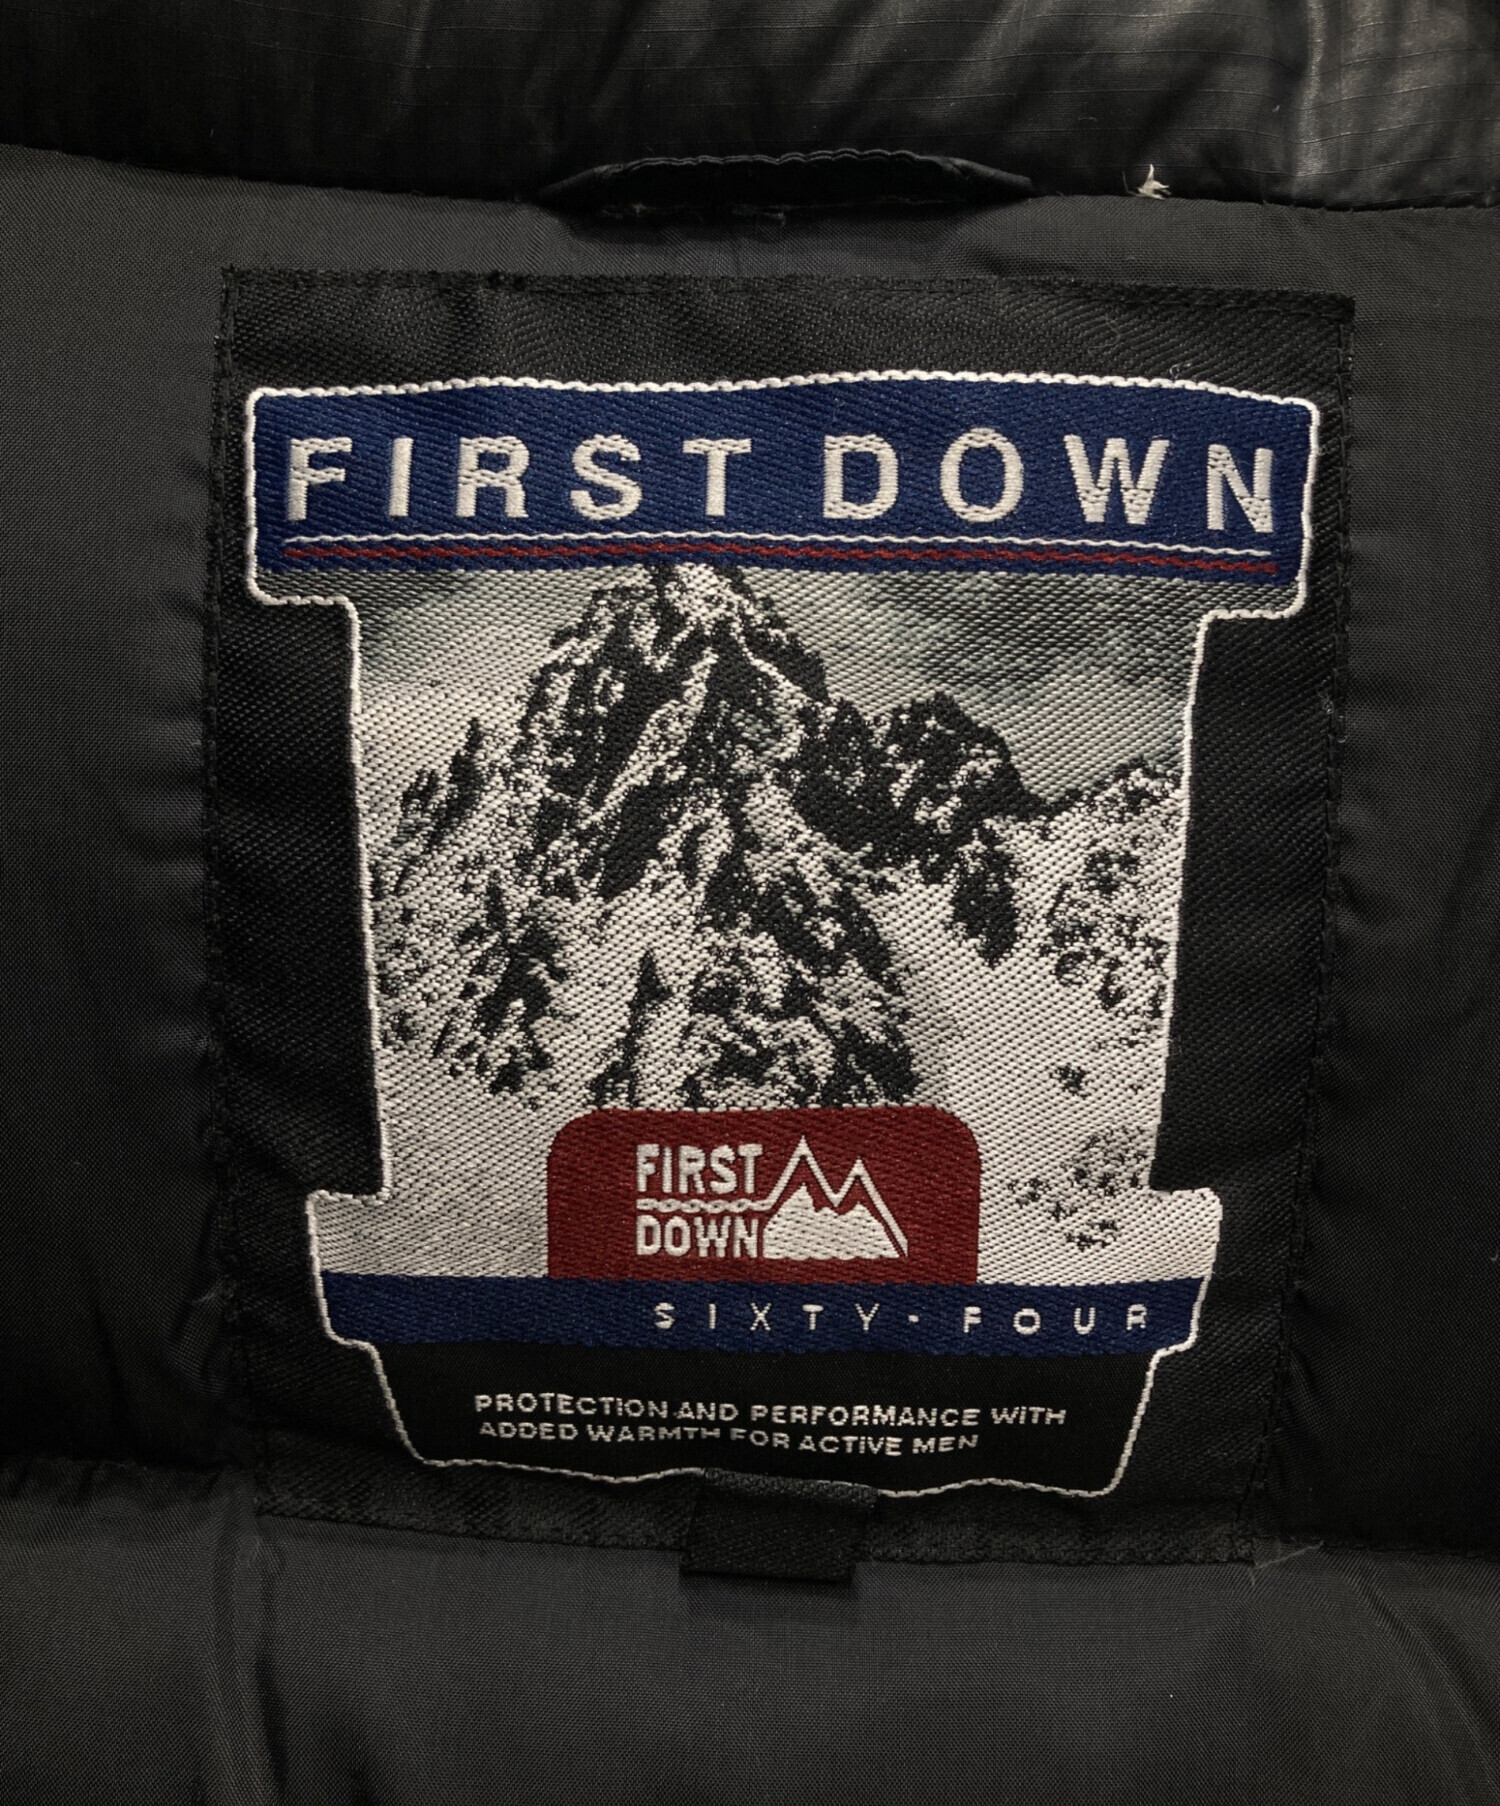 FIRST DOWN
FIRST
DOWN
SIXTY-FOUR
PROTECTION AND PERFORMANCE WITH
ADDED WARMTH FOR ACTIVE MEN